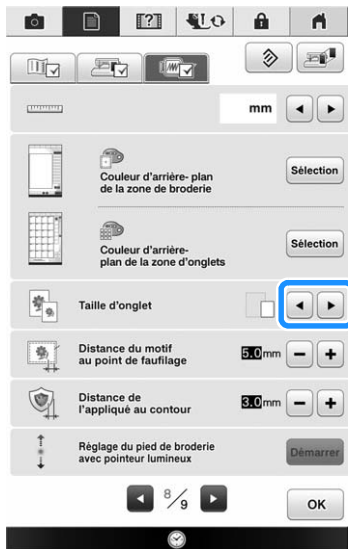 mm
Couleur d'arrière- plan
de la zone de broderie
Sélection
Couleur d'arrière-
plan de la zone d'onglets
Sélection
Taille d'onglet
Distance du motif
au point de faufilage
5.0mm
Distance de
l'appliqué au contour
3.0mm
Réglage du pied de broderie
avec pointeur lumineux
Démarrer
8/9
OK